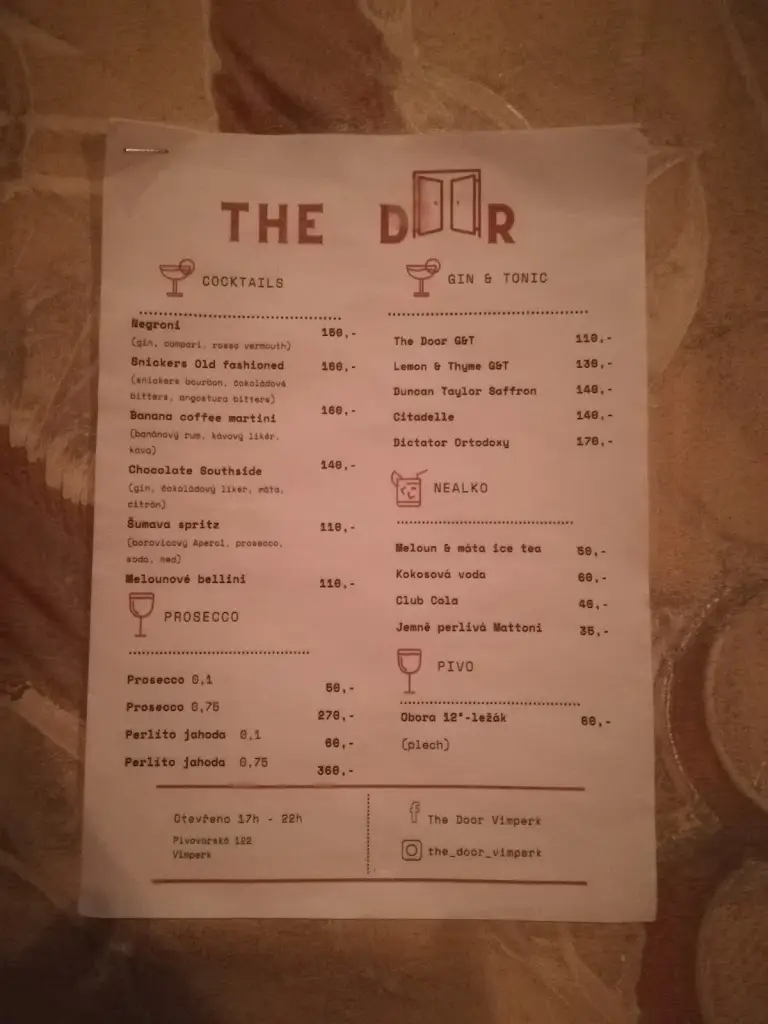 THE DOOR
COCKTAILS
Negroni 150,-
(gin, campari, rosso vermouth)
Snickers Old fashioned 160,-
(snickers bourbon, čokoládové
bitters, angostura bitters)
Banana coffee martini 160,-
(banánový rum, kávový likér,
káva)
Chocolate Southside 140,-
(gin, čokoládový likér, máta,
citrón)
Šumava spritz 110,-
(borovicový Aperol, prosecco,
soda, med)
Melounové bellini 110,-
PROSECCO
Prosecco 0,1 50,-
Prosecco 0,75 270,-
Perlito jahoda 0,1 60,-
Perlito jahoda 0,75 360,-
GIN & TONIC
The Door G&T 110,-
Lemon & Thyme G&T 130,-
Duncan Taylor Saffron 140,-
Citadelle 140,-
Dictator Ortodoxy 170,-
NEALKO
Meloun & máta ice tea 50,-
Kokosová voda 60,-
Club Cola 40,-
Jemně perlivá Mattoni 35,-
PIVO
Obora 12°-ležák 60,-
(plech)
Otevřeno 17h - 22h
Pivovarská 122
Vimperk
The Door Vimperk
the_door_vimperk